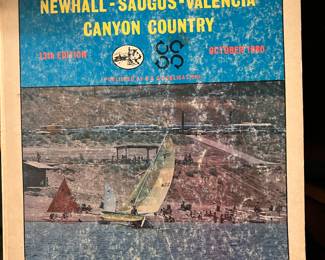 NEWHALL - SAUGUS - VALENCIA
CANYON COUNTRY
13th EDITION
OCTOBER 1980